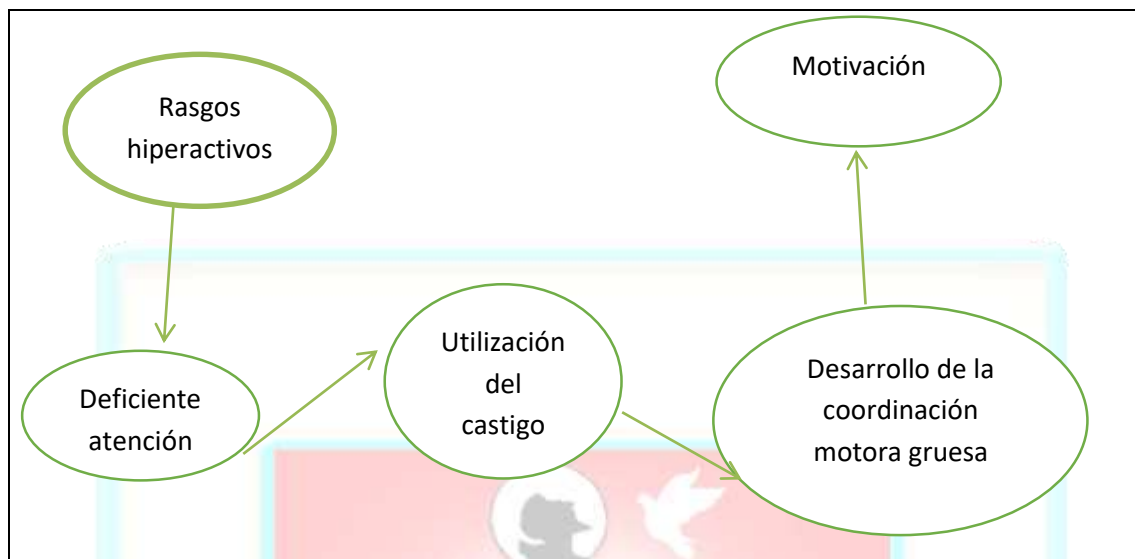 Rasgos
hiperactivos
Deficiente
atención
Utilización
del
castigo
Desarrollo de la
coordinación
motora gruesa
Motivación